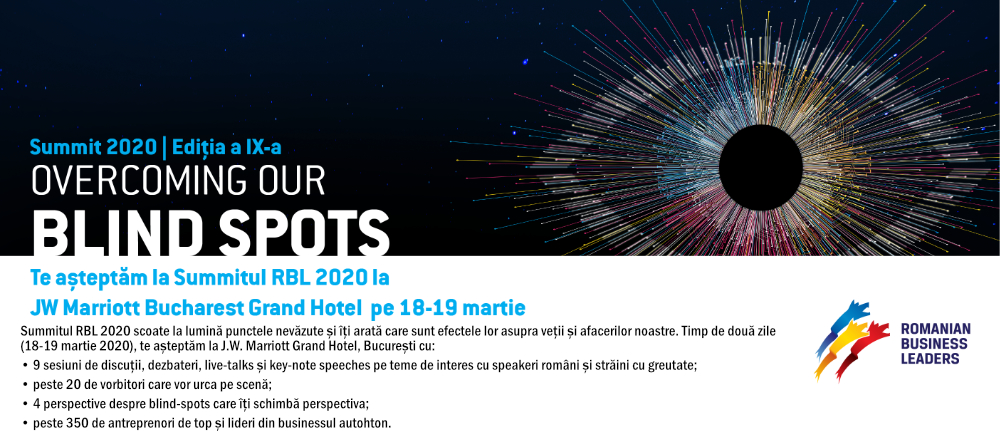 Summit 2020 | Ediția a IX-a
OVERCOMING OUR
BLIND SPOTS
Te așteptăm la Summitul RBL 2020 la
JW Marriott Bucharest Grand Hotel pe 18-19 martie
Summitul RBL 2020 scoate la lumină punctele nevăzute și îți arată care sunt efectele lor asupra veții și afacerilor noastre. Timp de două zile
(18-19 martie 2020), te așteptăm la J.W. Marriott Grand Hotel, București cu:
• 9 sesiuni de discuții, dezbateri, live-talks și key-note speeches pe teme de interes cu speakeri români și străini cu greutate;
• peste 20 de vorbitori care vor urca pe scenă;
• 4 perspective despre blind-spots care îți schimbă perspectiva;
• peste 350 de antreprenori de top și lideri din businessul autohton.
ROMANIAN
BUSINESS
LEADERS